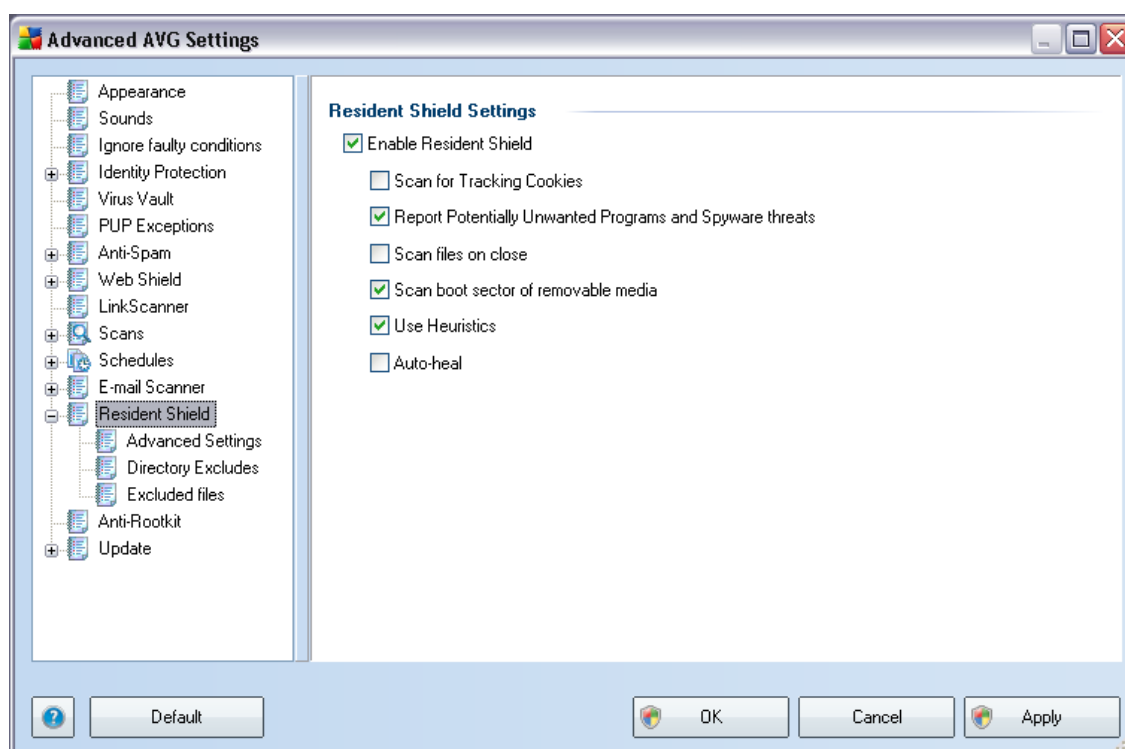 Advanced AVG Settings
Appearance
Sounds
Ignore faulty conditions
Identity Protection
Virus Vault
PUP Exceptions
Anti-Spam
Web Shield
LinkScanner
Scans
Schedules
E-mail Scanner
Resident Shield
Advanced Settings
Directory Excludes
Excluded files
Anti-Rootkit
Update
Resident Shield Settings
Enable Resident Shield
Scan for Tracking Cookies
Report Potentially Unwanted Programs and Spyware threats
Scan files on close
Scan boot sector of removable media
Use Heuristics
Auto-heal
? Default OK Cancel Apply